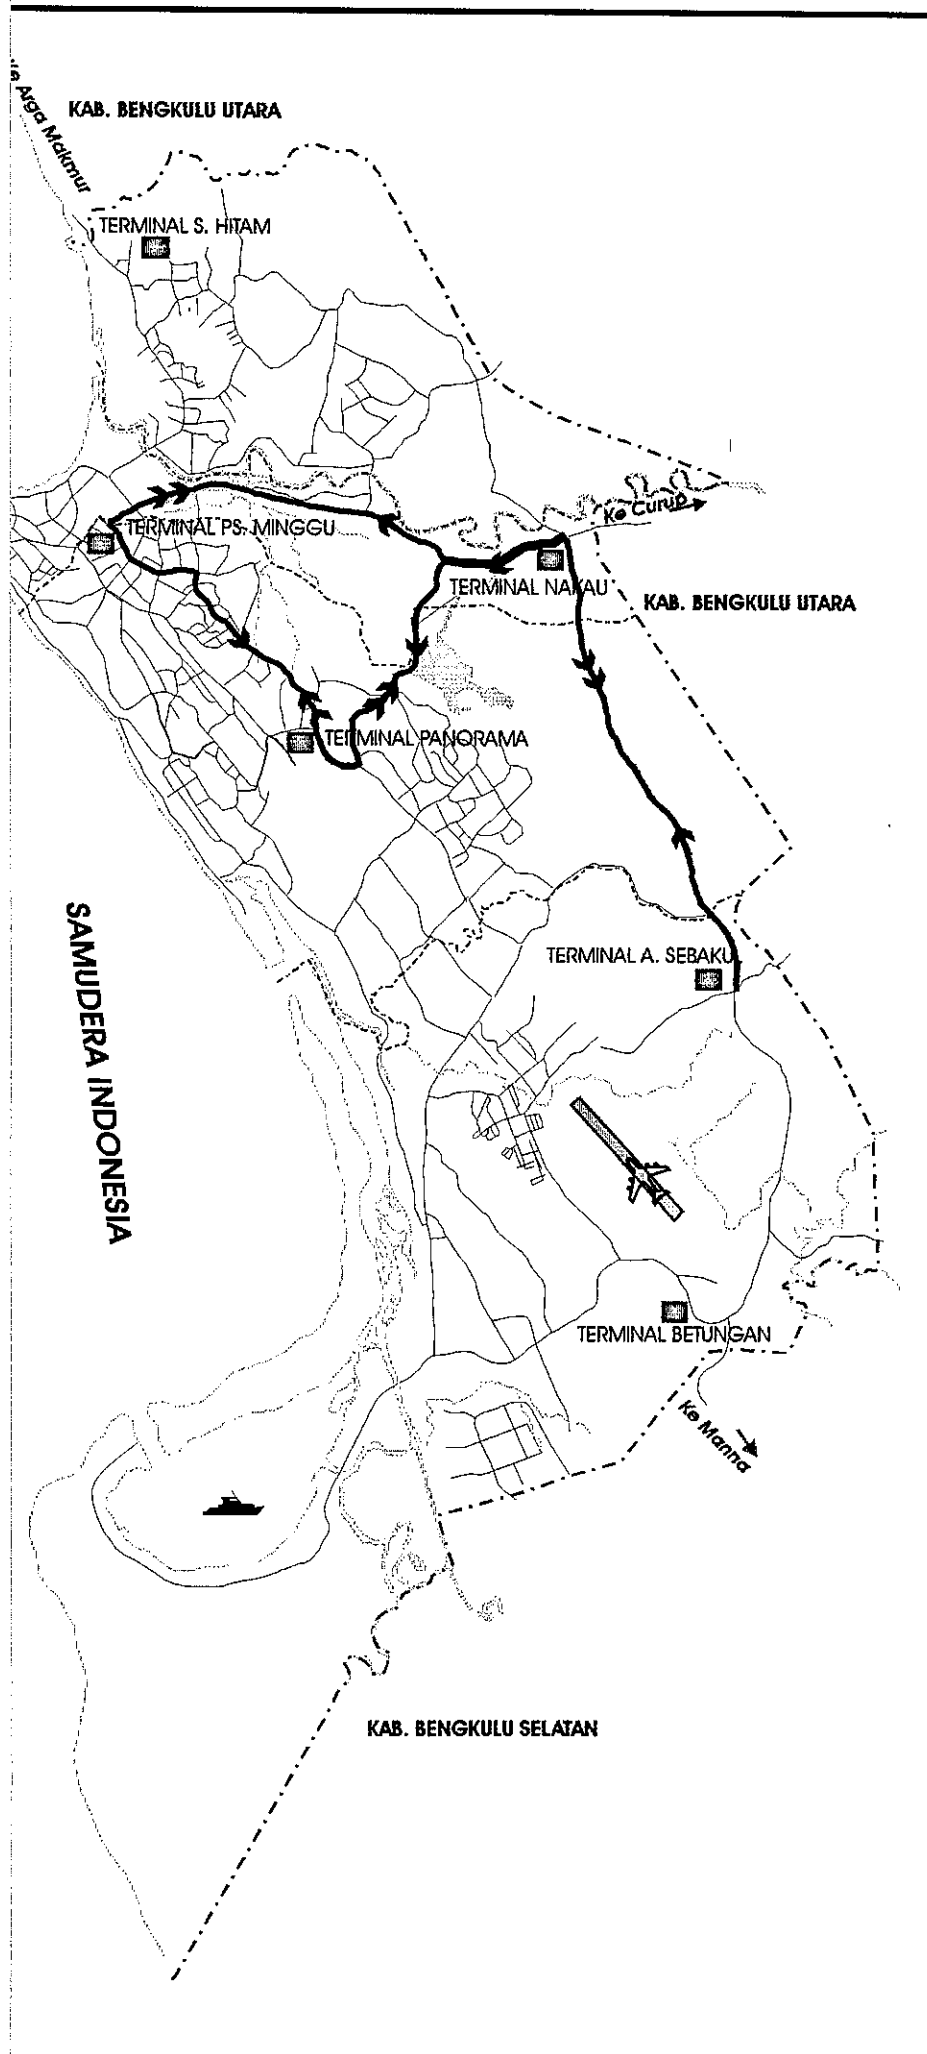 Ke Arga Makmur
KAB. BENGKULU UTARA
TERMINAL S. HITAM
Ke Curup
TERMINAL PS. MINGGU
TERMINAL NAKAU
KAB. BENGKULU UTARA
TERMINAL PANORAMA
SAMUDERA INDONESIA
TERMINAL A. SEBAKUL
TERMINAL BETUNGAN
Ke Manna
KAB. BENGKULU SELATAN